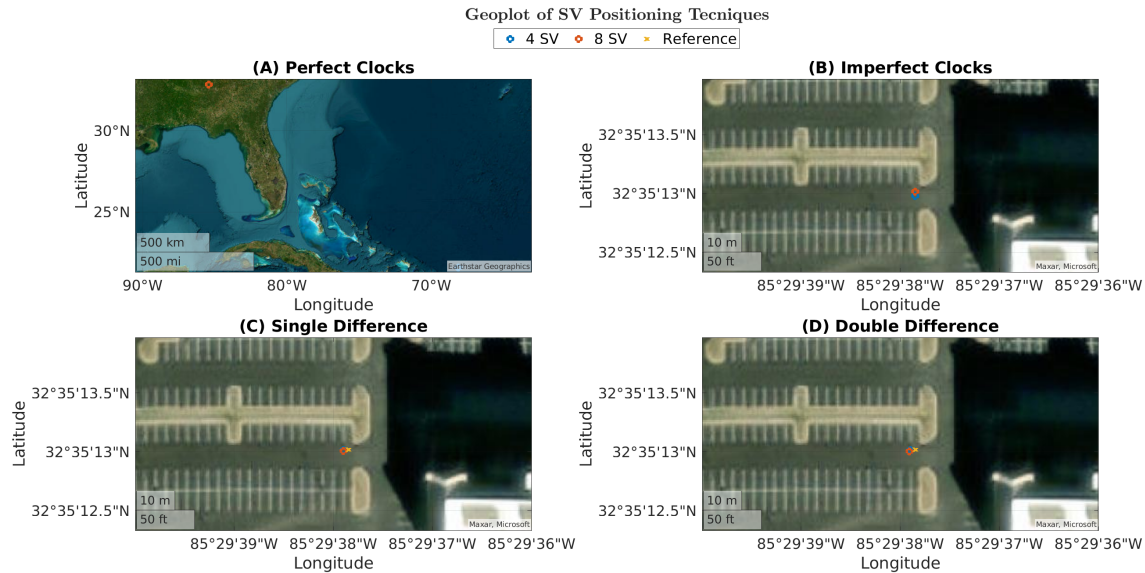 Geoplot of SV Positioning Tecniques
4 SV 8 SV Reference
(A) Perfect Clocks
Latitude
30°N
25°N
500 km
500 mi
Earthstar Geographics
90°W 80°W 70°W
Longitude
(B) Imperfect Clocks
Latitude
32°35'13.5"N
32°35'13"N
32°35'12.5"N
10 m
50 ft
Maxar, Microsoft
85°29'39"W 85°29'38"W 85°29'37"W 85°29'36"W
Longitude
(C) Single Difference
Latitude
32°35'13.5"N
32°35'13"N
32°35'12.5"N
10 m
50 ft
Maxar, Microsoft
85°29'39"W 85°29'38"W 85°29'37"W 85°29'36"W
Longitude
(D) Double Difference
Latitude
32°35'13.5"N
32°35'13"N
32°35'12.5"N
10 m
50 ft
Maxar, Microsoft
85°29'39"W 85°29'38"W 85°29'37"W 85°29'36"W
Longitude